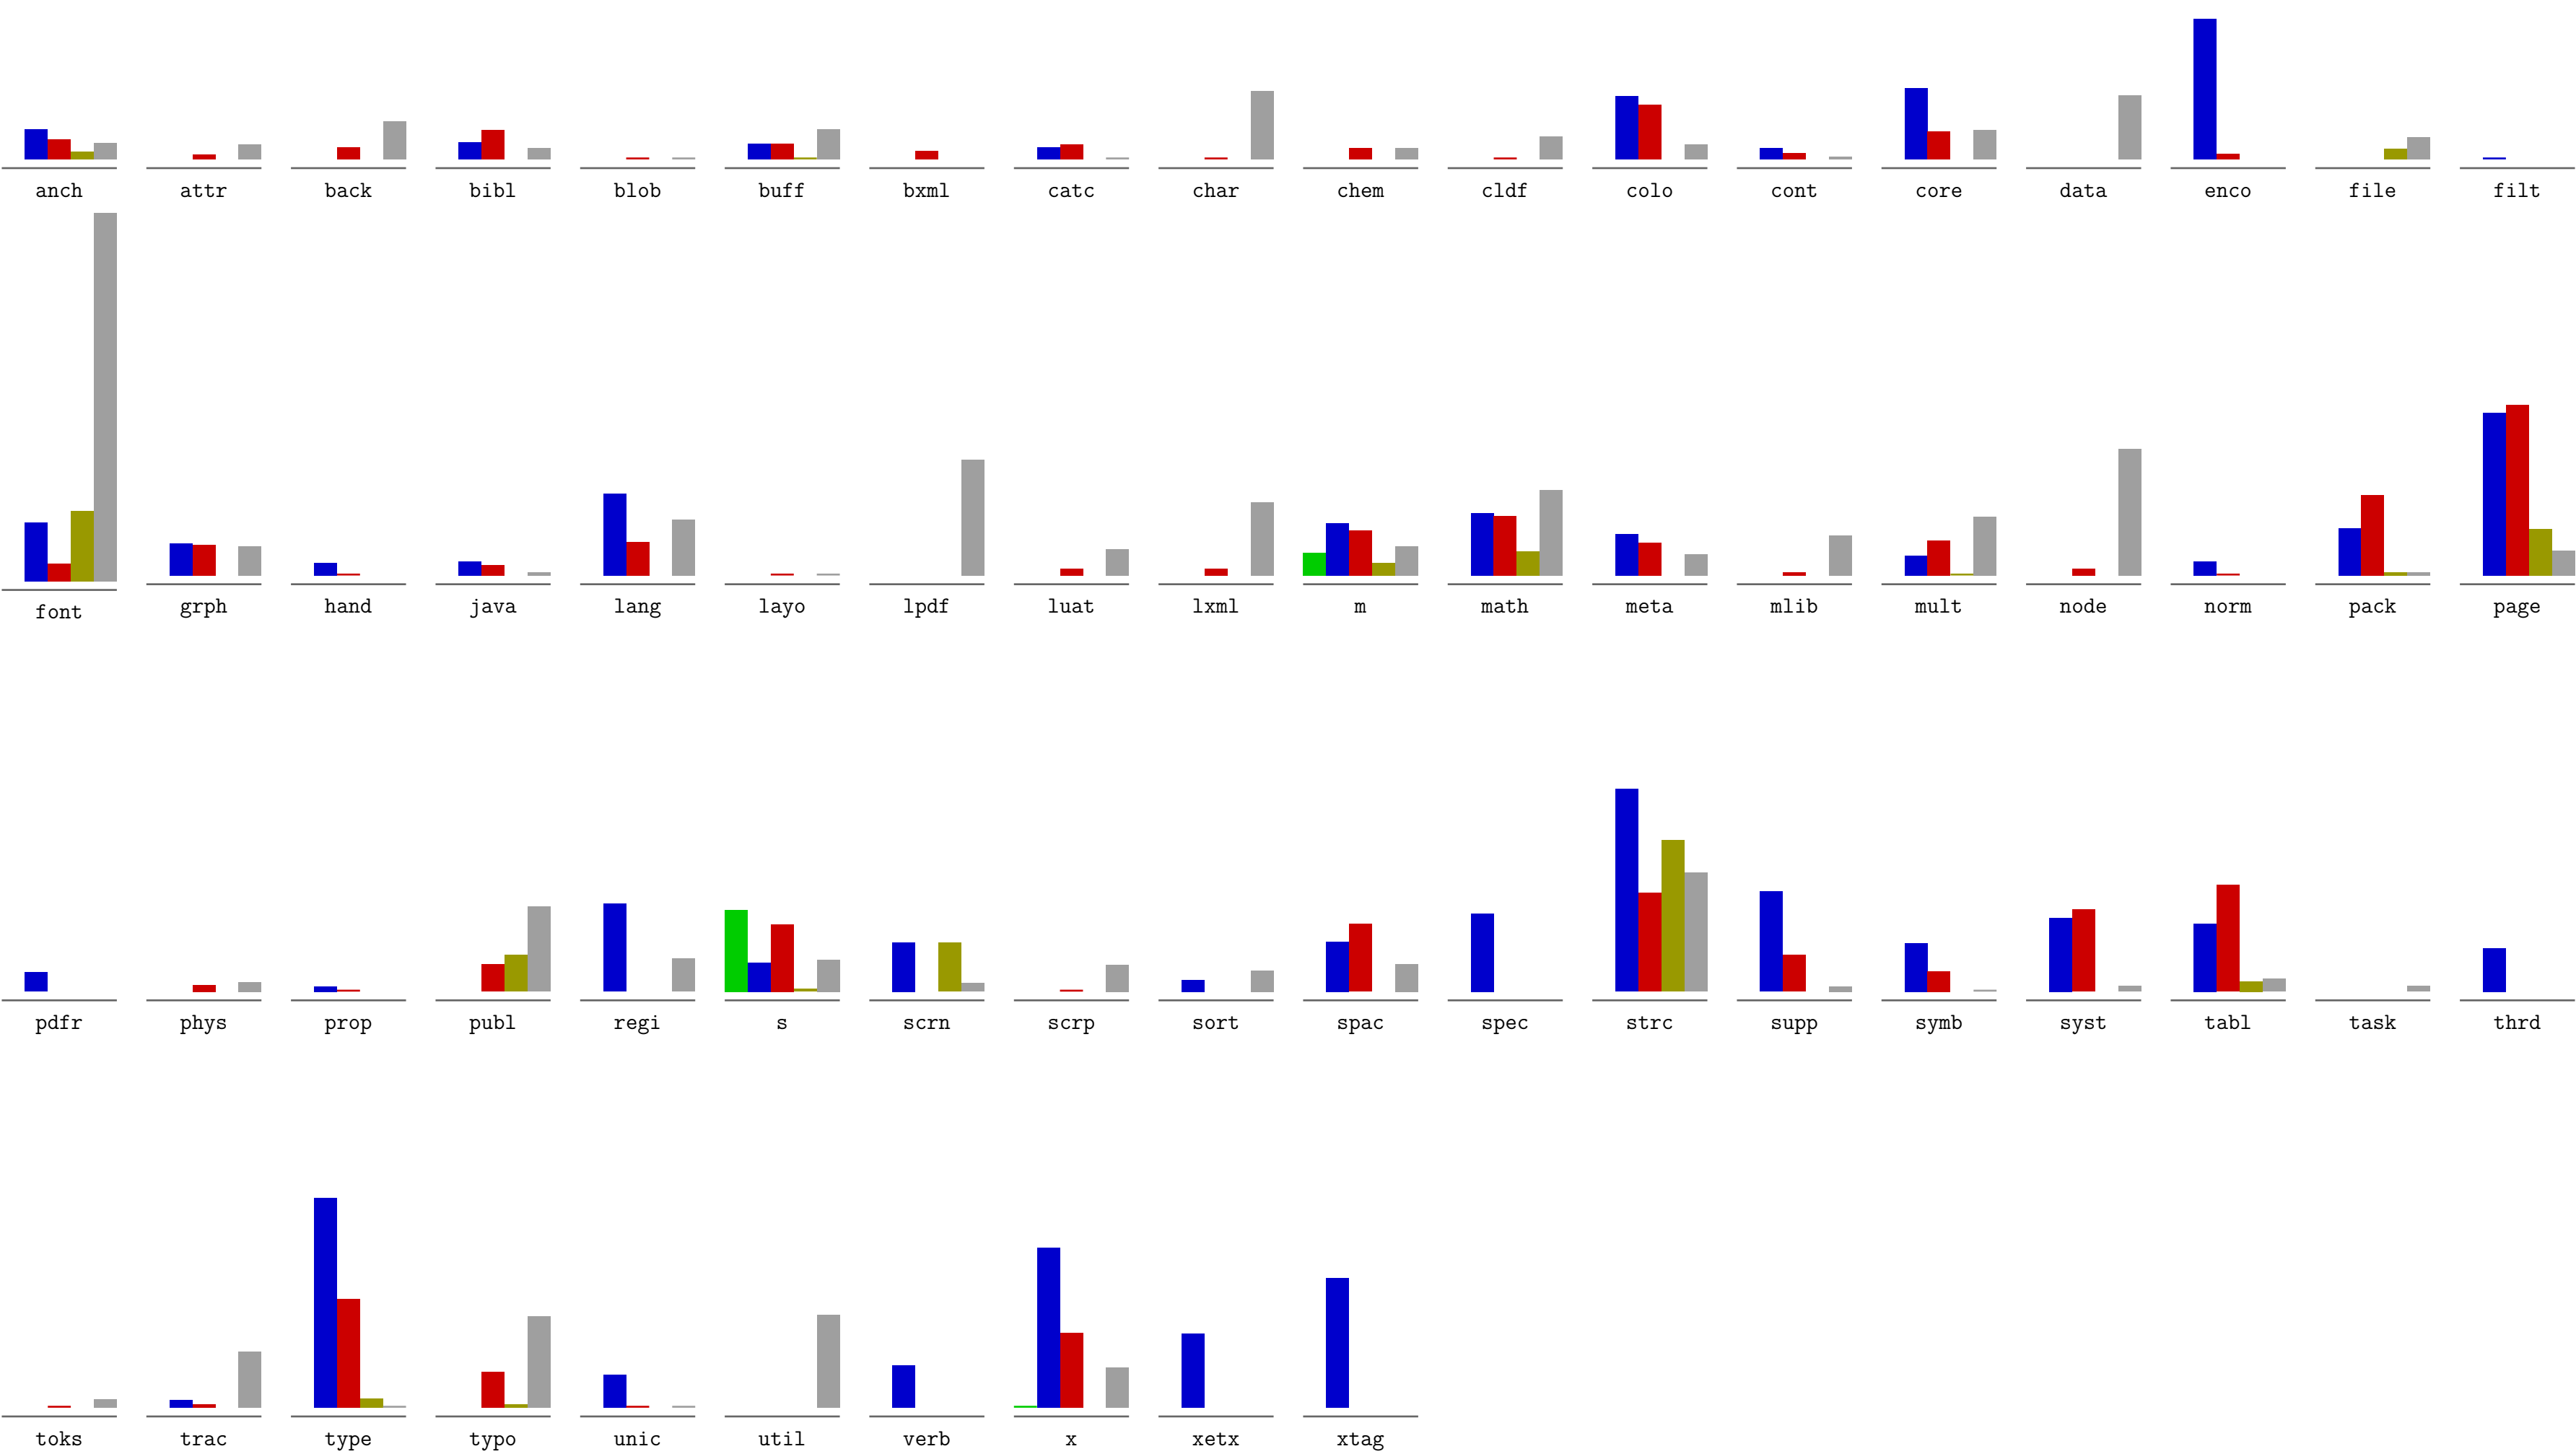 anch attr back bibl blob buff bxml catc char chem cldf colo cont core data enco file filt
font grph hand java lang layo lpdf luat lxml m math meta mlib mult node norm pack page
pdfr phys prop publ regi s scrn scrp sort spac spec strc supp symb syst tabl task thrd
toks trac type typo unic util verb x xetx xtag